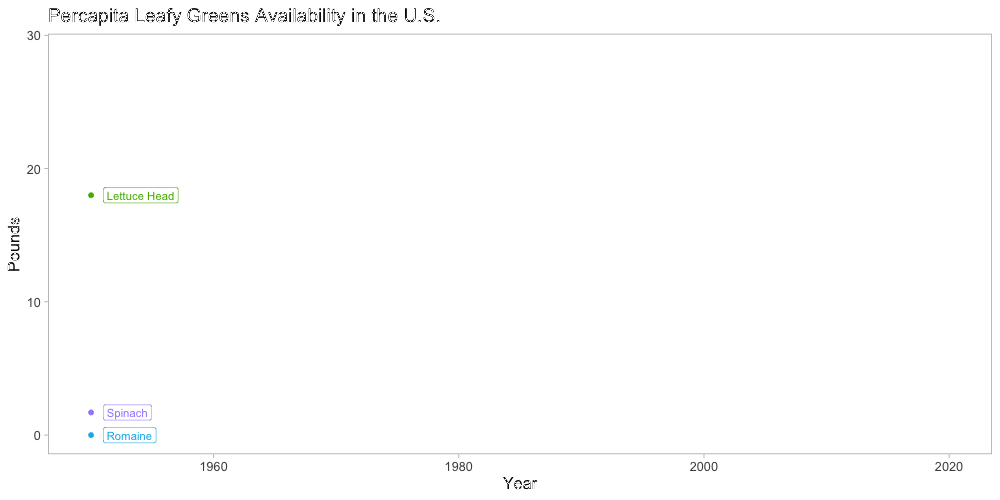 Percapita Leafy Greens Availability in the U.S.
30
20
10
0
Pounds
Lettuce Head
Spinach
Romaine
1960
1980
2000
2020
Year